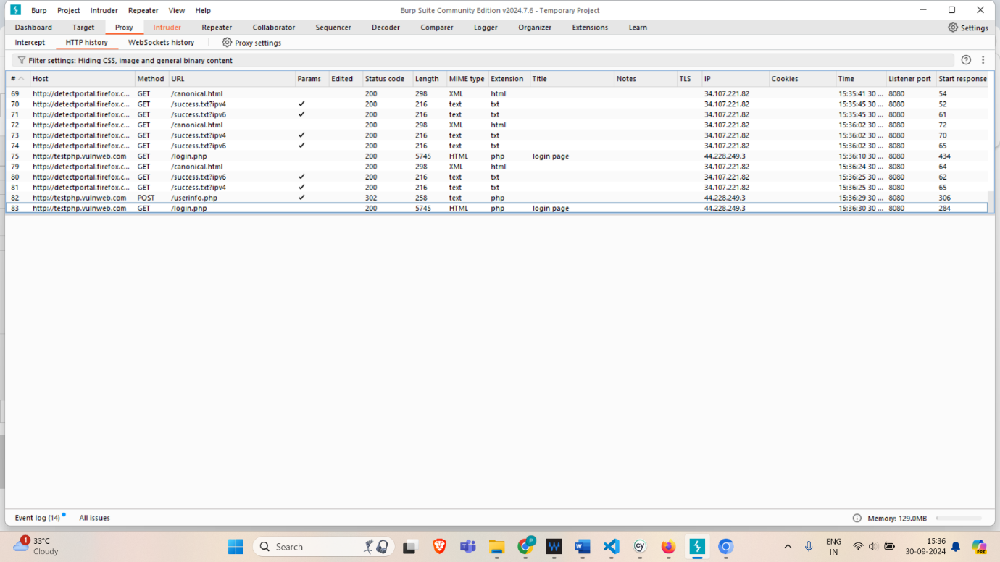 Burp Project Intruder Repeater View Help Burp Suite Community Edition v2024.7.6 - Temporary Project
Dashboard Target Proxy Intruder Repeater Collaborator Sequencer Decoder Comparer Logger Organizer Extensions Learn Settings
Intercept HTTP history WebSockets history Proxy settings
Filter settings: Hiding CSS, image and general binary content
# Host Method URL Params Edited Status code Length MIME type Extension Title Notes TLS IP Cookies Time Listener port Start response
69 http://detectportal.firefox.c... GET /canonical.html 200 298 XML html 34.107.221.82 15:35:41 30 ... 8080 54
70 http://detectportal.firefox.c... GET /success.txt?ipv4 ✓ 200 216 text txt 34.107.221.82 15:35:45 30 ... 8080 52
71 http://detectportal.firefox.c... GET /success.txt?ipv6 ✓ 200 216 text txt 34.107.221.82 15:35:45 30 ... 8080 61
72 http://detectportal.firefox.c... GET /canonical.html 200 298 XML html 34.107.221.82 15:36:02 30 ... 8080 72
73 http://detectportal.firefox.c... GET /success.txt?ipv4 ✓ 200 216 text txt 34.107.221.82 15:36:02 30 ... 8080 70
74 http://detectportal.firefox.c... GET /success.txt?ipv6 ✓ 200 216 text txt 34.107.221.82 15:36:02 30 ... 8080 65
75 http://testphp.vulnweb.com GET /login.php 200 5745 HTML php login page 44.228.249.3 15:36:10 30 ... 8080 434
79 http://detectportal.firefox.c... GET /canonical.html 200 298 XML html 34.107.221.82 15:36:24 30 ... 8080 64
80 http://detectportal.firefox.c... GET /success.txt?ipv6 ✓ 200 216 text txt 34.107.221.82 15:36:25 30 ... 8080 62
81 http://detectportal.firefox.c... GET /success.txt?ipv4 ✓ 200 216 text txt 34.107.221.82 15:36:25 30 ... 8080 65
82 http://testphp.vulnweb.com POST /userinfo.php ✓ 302 258 text php 44.228.249.3 15:36:29 30 ... 8080 306
83 http://testphp.vulnweb.com GET /login.php 200 5745 HTML php login page 44.228.249.3 15:36:30 30 ... 8080 284
Event log (14) All issues Memory: 129.0MB
1 33°C
Cloudy
Search
P
W
CY
ENG
IN
15:36
30-09-2024
PRE